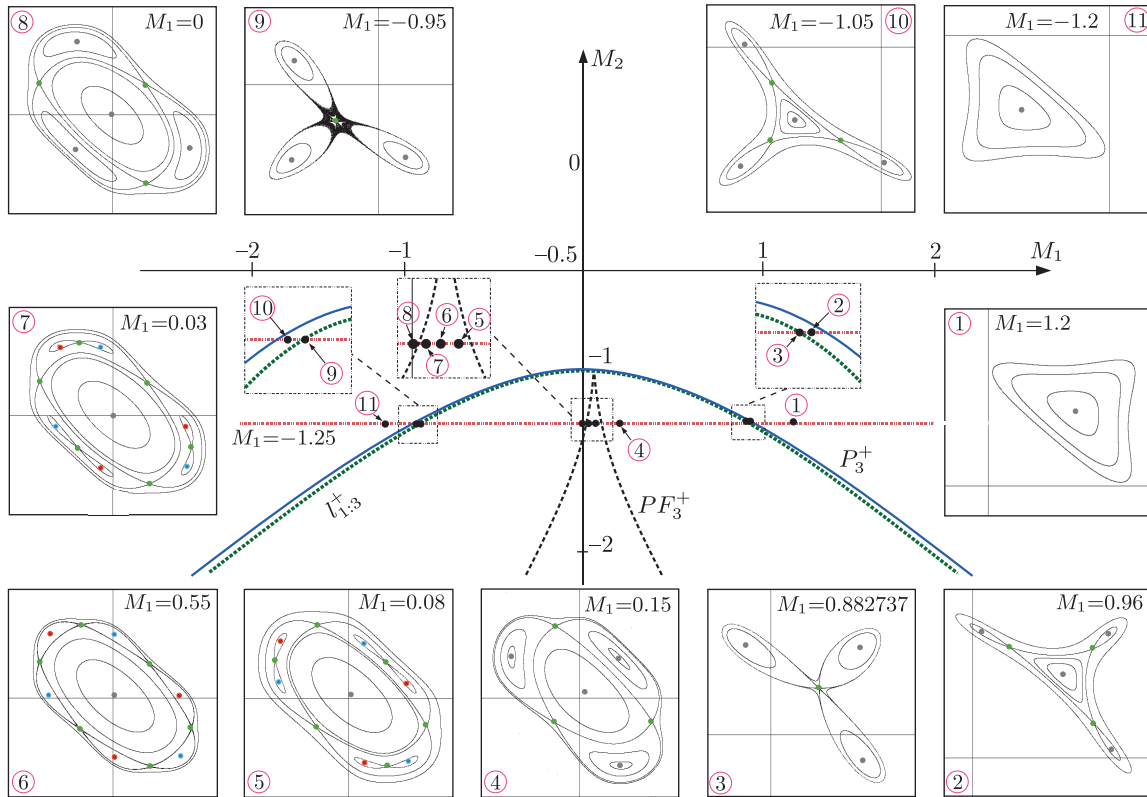 ⑧ M₁=0
⑨ M₁=−0.95
M₂
M₁=−1.05 ⑩
M₁=−1.2 ⑪
0
−2
−1
−0.5
1
2
M₁
⑩
⑨
⑧
⑥
⑤
⑦
②
③
⑦ M₁=0.03
① M₁=1.2
−1
⑪
①
M₁=−1.25
④
l⁺₁:₃
PF₃⁺
P₃⁺
−2
M₁=0.55
⑥
M₁=0.08
⑤
M₁=0.15
④
M₁=0.882737
③
M₁=0.96
②